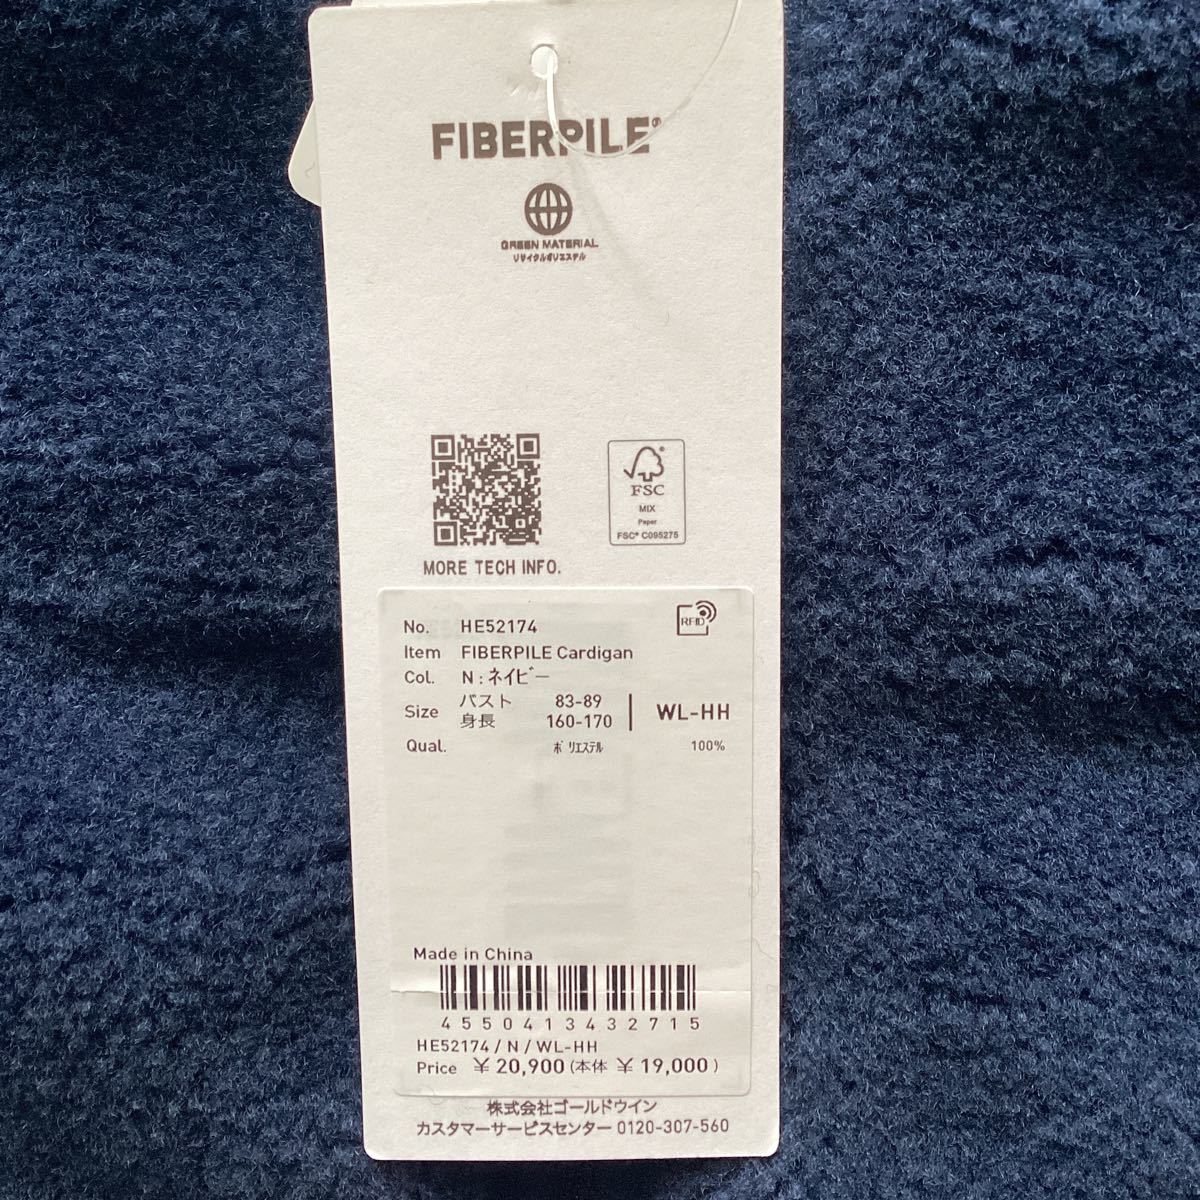 FIBERPILE®
GREEN MATERIAL
リサイクルポリエステル
FSC
MIX
Paper
FSC® C095275
MORE TECH INFO.
RFID
No. HE52174
Item FIBERPILE Cardigan
Col. N:ネイビー
Size バスト 83-89
身長 160-170
WL-HH
Qual. ポリエステル 100%
Made in China
4550413432715
HE52174/N/WL-HH
Price ¥20,900(本体 ¥19,000)
株式会社ゴールドウイン
カスタマーサービスセンター 0120-307-560